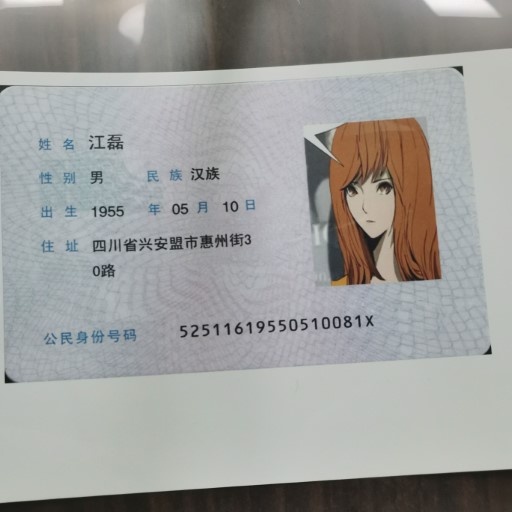 姓名 江磊
性别 男 民族 汉族
出生 1955 年 05 月 10 日
住址 四川省兴安盟市惠州街3
0路
公民身份号码 52511619550510081X